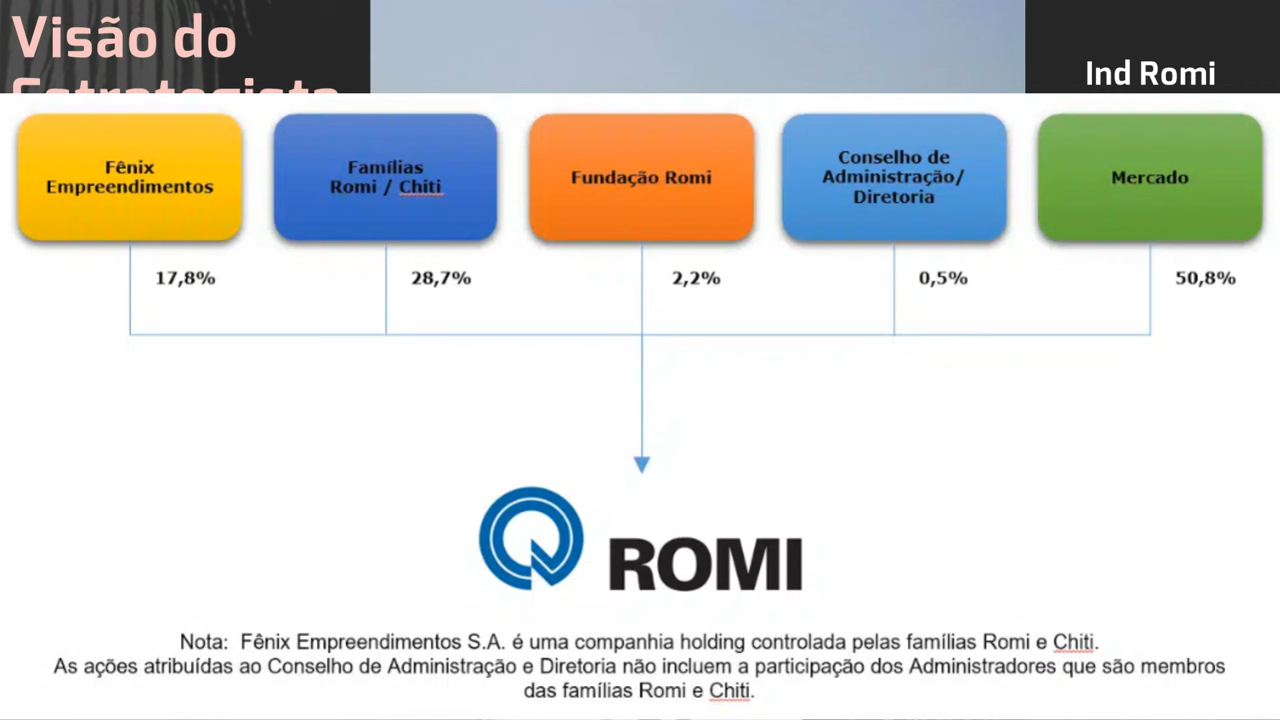 Visão do
Estrategista
Ind Romi
Fênix
Empreendimentos
Famílias
Romi / Chiti
Fundação Romi
Conselho de
Administração/
Diretoria
Mercado
17,8%
28,7%
2,2%
0,5%
50,8%
ROMI
Nota:  Fênix Empreendimentos S.A. é uma companhia holding controlada pelas famílias Romi e Chiti.
As ações atribuídas ao Conselho de Administração e Diretoria não incluem a participação dos Administradores que são membros
das famílias Romi e Chiti.